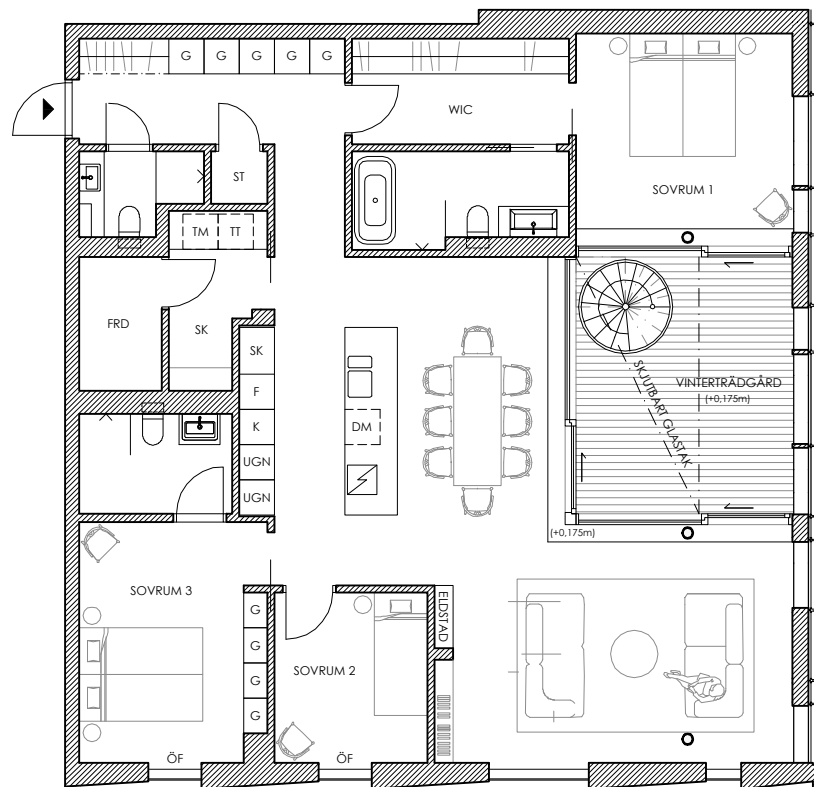 G G G G G
WIC
ST
SOVRUM 1
TM TT
FRD
SK
SK
F
K
DM
UGN
UGN
SKJUTBART GLASTAK
VINTERTRÄDGÅRD
(+0,175m)
(+0,175m)
SOVRUM 3
G
G
G
G
SOVRUM 2
ELDSTAD
ÖF
ÖF